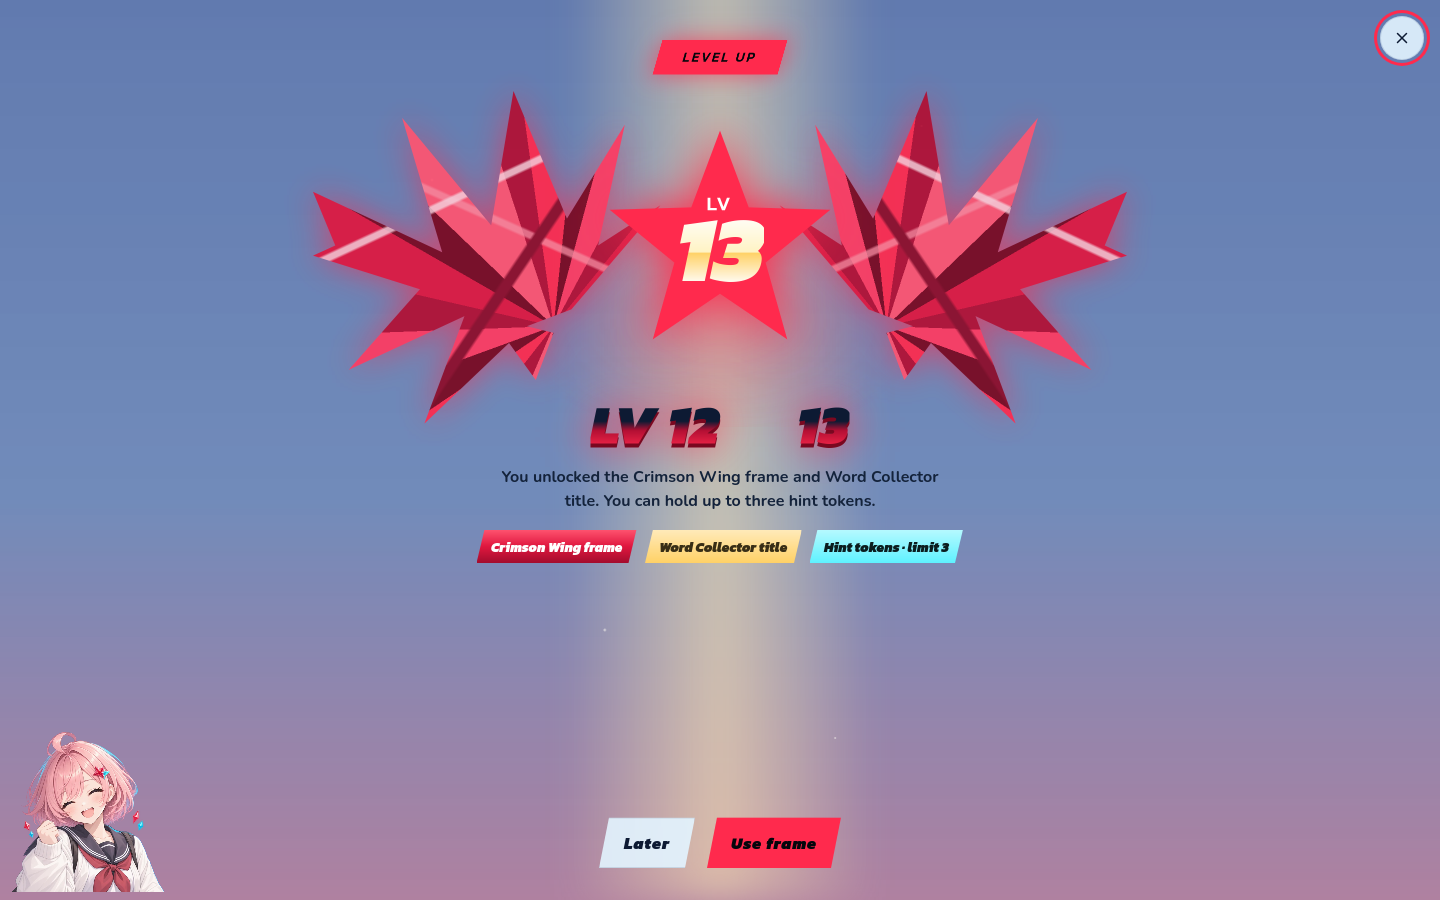 LEVEL UP
LV
13
LV 12 13
You unlocked the Crimson Wing frame and Word Collector
title. You can hold up to three hint tokens.
Crimson Wing frame
Word Collector title
Hint tokens · limit 3
Later
Use frame